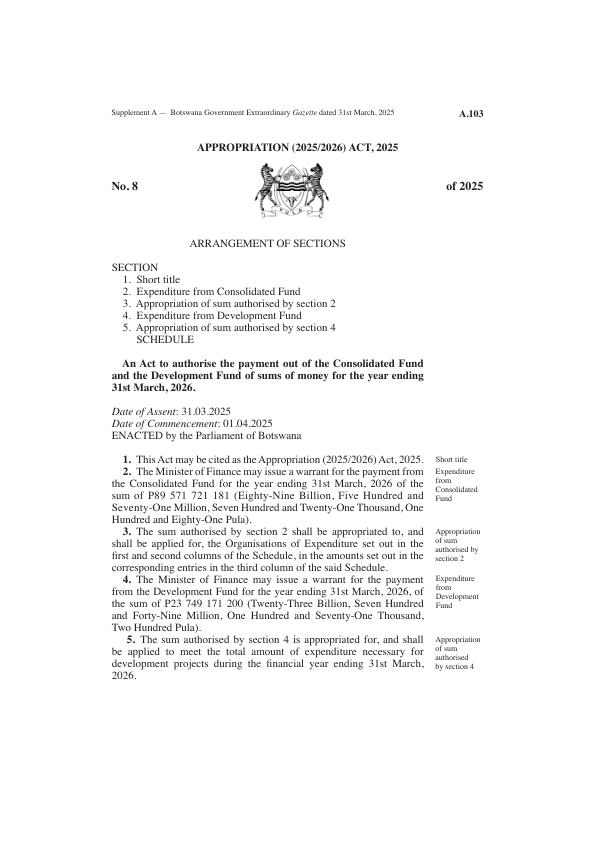 Supplement A — Botswana Government Extraordinary Gazette dated 31st March, 2025 A.103
APPROPRIATION (2025/2026) ACT, 2025
No. 8 of 2025
ARRANGEMENT OF SECTIONS
SECTION
1. Short title
2. Expenditure from Consolidated Fund
3. Appropriation of sum authorised by section 2
4. Expenditure from Development Fund
5. Appropriation of sum authorised by section 4
SCHEDULE
An Act to authorise the payment out of the Consolidated Fund
and the Development Fund of sums of money for the year ending
31st March, 2026.
Date of Assent: 31.03.2025
Date of Commencement: 01.04.2025
ENACTED by the Parliament of Botswana
1. This Act may be cited as the Appropriation (2025/2026) Act, 2025.
Short title
2. The Minister of Finance may issue a warrant for the payment from
the Consolidated Fund for the year ending 31st March, 2026 of the
sum of P89 571 721 181 (Eighty-Nine Billion, Five Hundred and
Seventy-One Million, Seven Hundred and Twenty-One Thousand, One
Hundred and Eighty-One Pula).
Expenditure
from
Consolidated
Fund
3. The sum authorised by section 2 shall be appropriated to, and
shall be applied for, the Organisations of Expenditure set out in the
first and second columns of the Schedule, in the amounts set out in the
corresponding entries in the third column of the said Schedule.
Appropriation
of sum
authorised by
section 2
4. The Minister of Finance may issue a warrant for the payment
from the Development Fund for the year ending 31st March, 2026, of
the sum of P23 749 171 200 (Twenty-Three Billion, Seven Hundred
and Forty-Nine Million, One Hundred and Seventy-One Thousand,
Two Hundred Pula).
Expenditure
from
Development
Fund
5. The sum authorised by section 4 is appropriated for, and shall
be applied to meet the total amount of expenditure necessary for
development projects during the financial year ending 31st March,
2026.
Appropriation
of sum
authorised
by section 4